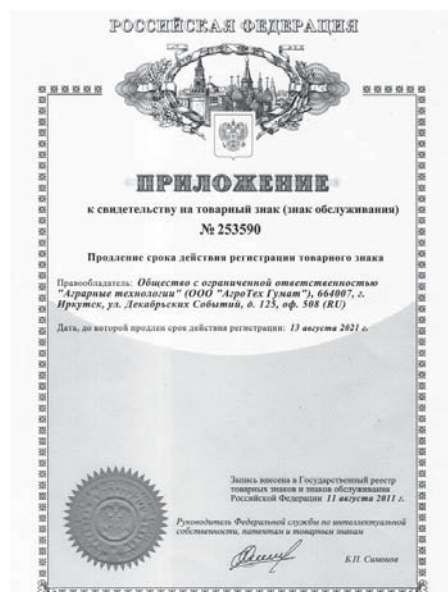 РОССИЙСКАЯ ФЕДЕРАЦИЯ
ПРИЛОЖЕНИЕ
к свидетельству на товарный знак (знак обслуживания)
№ 253590
Продление срока действия регистрации товарного знака
Правообладатель: Общество с ограниченной ответственностью
"Аграрные технологии" (ООО "АгроТех Гумат"), 664007, г.
Иркутск, ул. Декабрьских Событий, д. 125, оф. 508 (RU)
Дата, до которой продлен срок действия регистрации: 13 августа 2021 г.
Запись внесена в Государственный реестр
товарных знаков и знаков обслуживания
Российской Федерации 11 августа 2011 г.
Руководитель Федеральной службы по интеллектуальной
собственности, патентам и товарным знакам
Б.П. Симонов